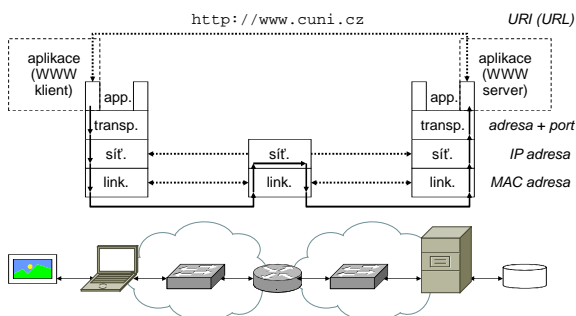 http://www.cuni.cz
URI (URL)
aplikace
(WWW
klient)
aplikace
(WWW
server)
app.
app.
transp.
transp.
adresa + port
síť.
síť.
síť.
IP adresa
link.
link.
link.
MAC adresa